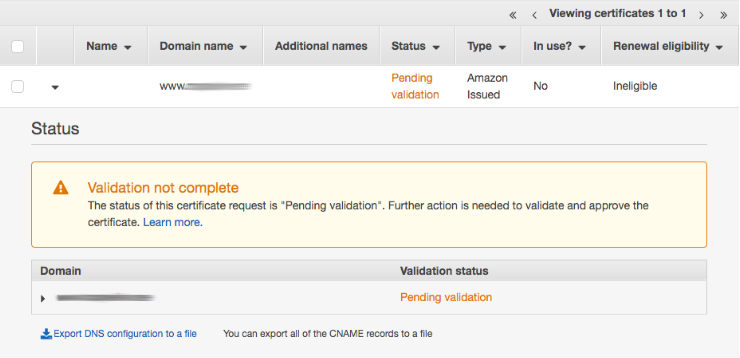 Viewing certificates 1 to 1
Name Domain name Additional names Status Type In use? Renewal eligibility
www. Pending validation Amazon Issued No Ineligible
Status
Validation not complete
The status of this certificate request is "Pending validation". Further action is needed to validate and approve the
certificate. Learn more.
Domain Validation status
Pending validation
Export DNS configuration to a file You can export all of the CNAME records to a file